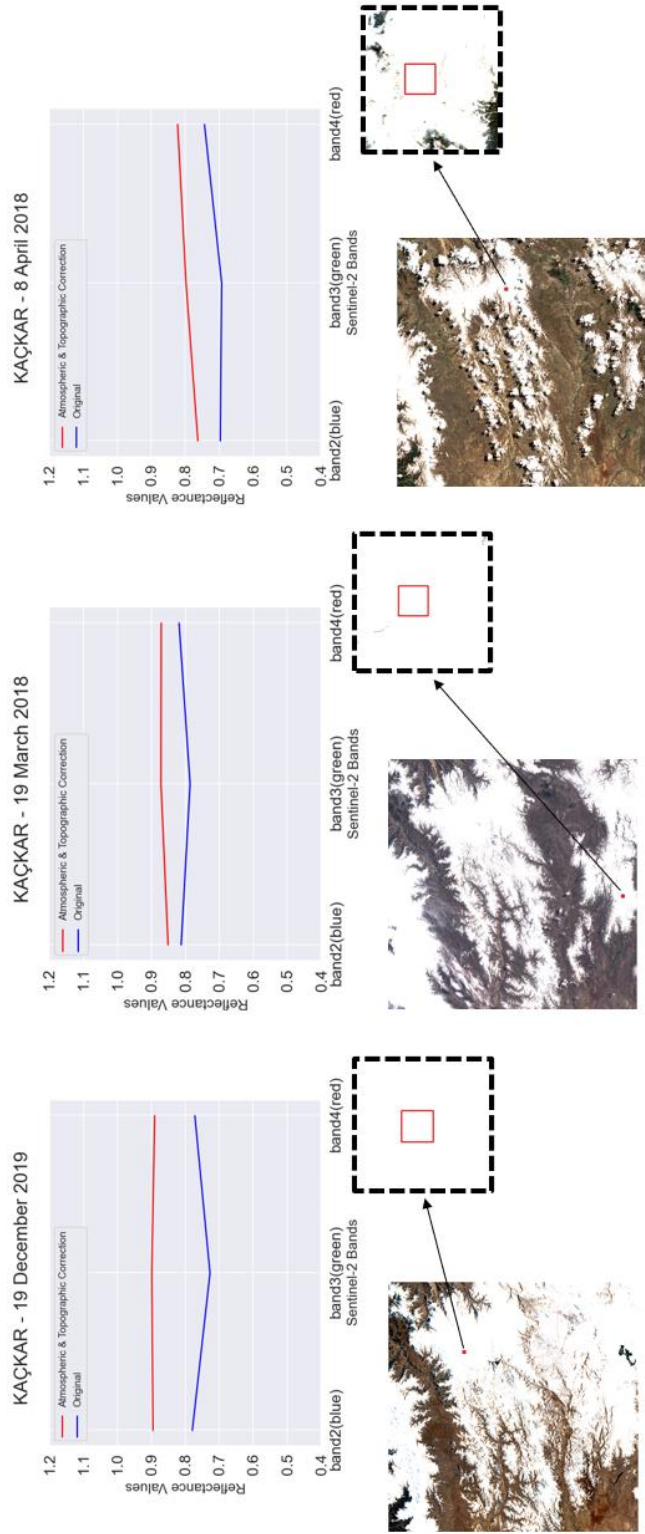 KAÇKAR - 19 December 2019
Atmospheric & Topographic Correction
Original
1.2
1.1
1.0
0.9
0.8
0.7
0.6
0.5
0.4
Reflectance Values
band2(blue)
band3(green)
band4(red)
Sentinel-2 Bands
KAÇKAR - 19 March 2018
Atmospheric & Topographic Correction
Original
1.2
1.1
1.0
0.9
0.8
0.7
0.6
0.5
0.4
Reflectance Values
band2(blue)
band3(green)
band4(red)
Sentinel-2 Bands
KAÇKAR - 8 April 2018
Atmospheric & Topographic Correction
Original
1.2
1.1
1.0
0.9
0.8
0.7
0.6
0.5
0.4
Reflectance Values
band2(blue)
band3(green)
band4(red)
Sentinel-2 Bands